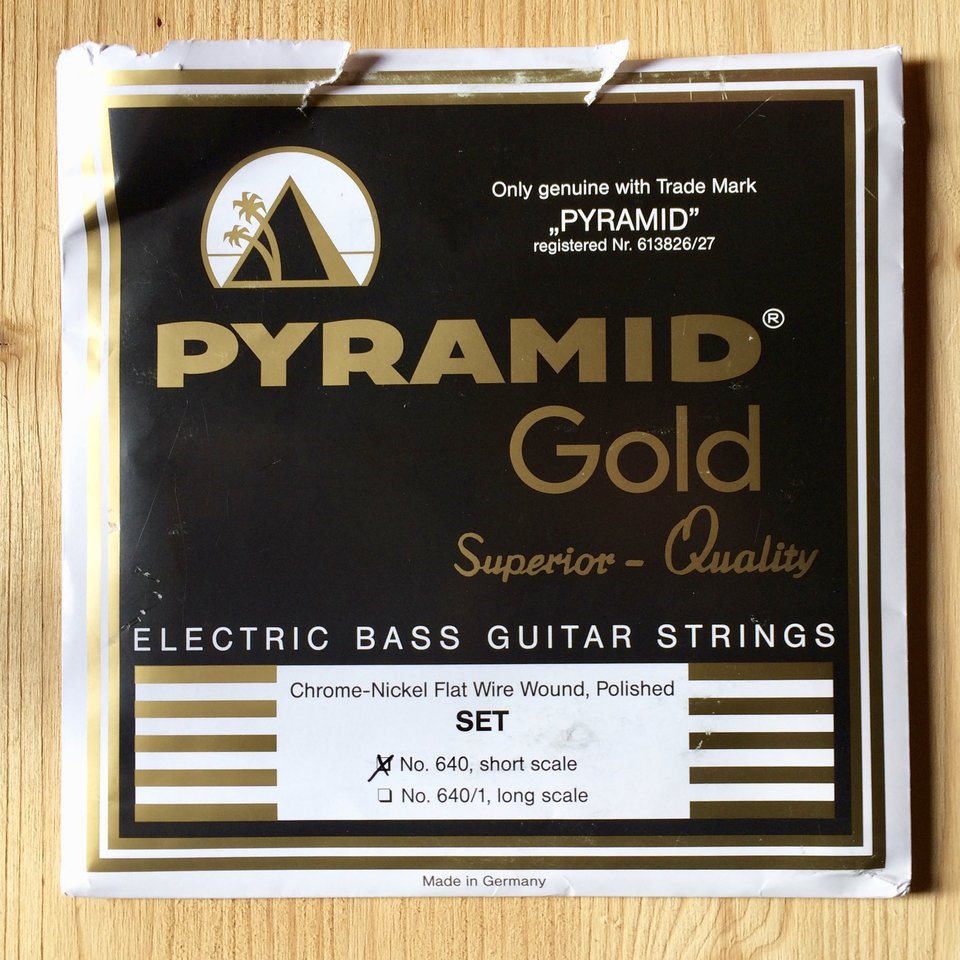 Only genuine with Trade Mark
„PYRAMID”
registered Nr. 613826/27
PYRAMID®
Gold
Superior - Quality
ELECTRIC BASS GUITAR STRINGS
Chrome-Nickel Flat Wire Wound, Polished
SET
No. 640, short scale
No. 640/1, long scale
Made in Germany